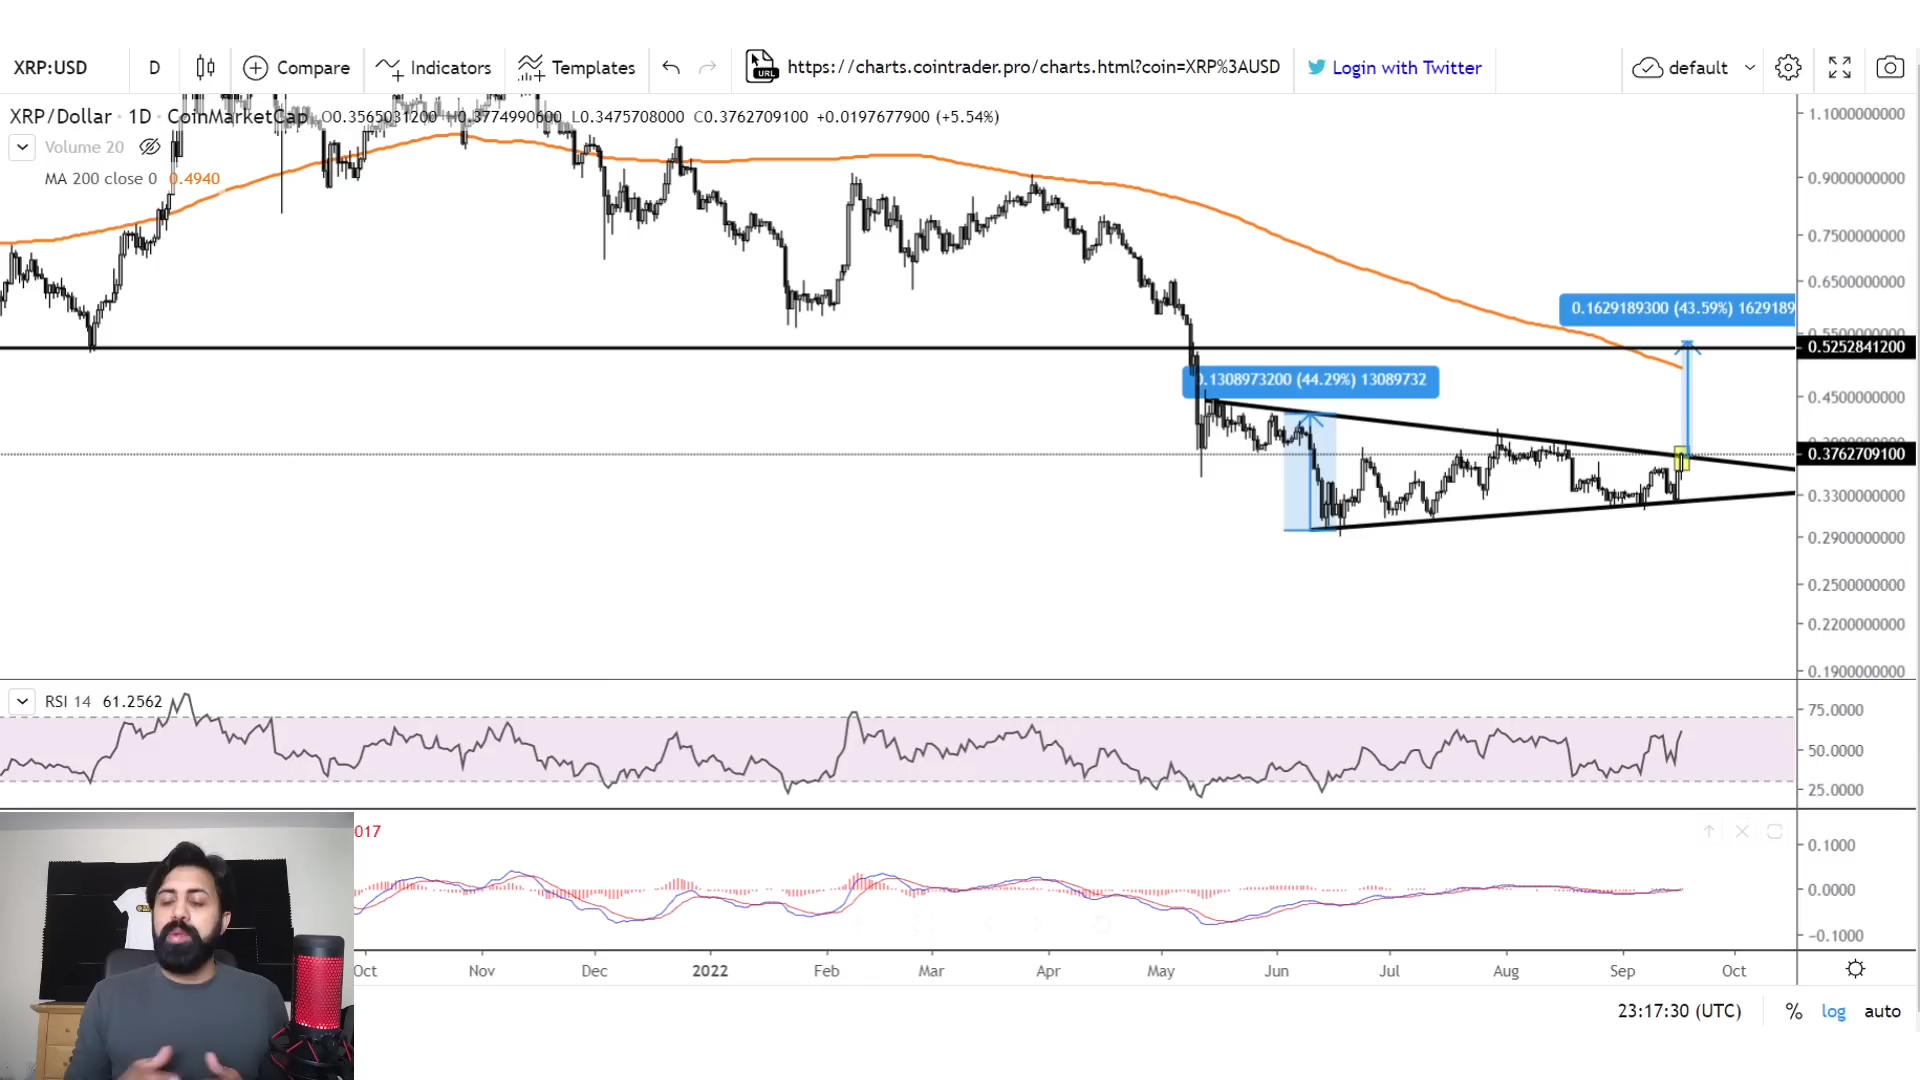 XRP:USD D Compare Indicators Templates URL https://charts.cointrader.pro/charts.html?coin=XRP%3AUSD Login with Twitter default
XRP/Dollar · 1D · CoinMarketCap O0.3565031200 H0.3774990600 L0.3475708000 C0.3762709100 +0.0197677900 (+5.54%)
Volume 20
MA 200 close 0 0.4940
1.1000000000
0.9000000000
0.7500000000
0.6500000000
0.1629189300 (43.59%) 1629189
0.5252841200
0.1308973200 (44.29%) 13089732
0.4500000000
0.3762709100
0.3300000000
0.2900000000
0.2500000000
0.2200000000
0.1900000000
RSI 14 61.2562
75.0000
50.0000
25.0000
017
0.1000
0.0000
−0.1000
Oct Nov Dec 2022 Feb Mar Apr May Jun Jul Aug Sep Oct
23:17:30 (UTC) % log auto